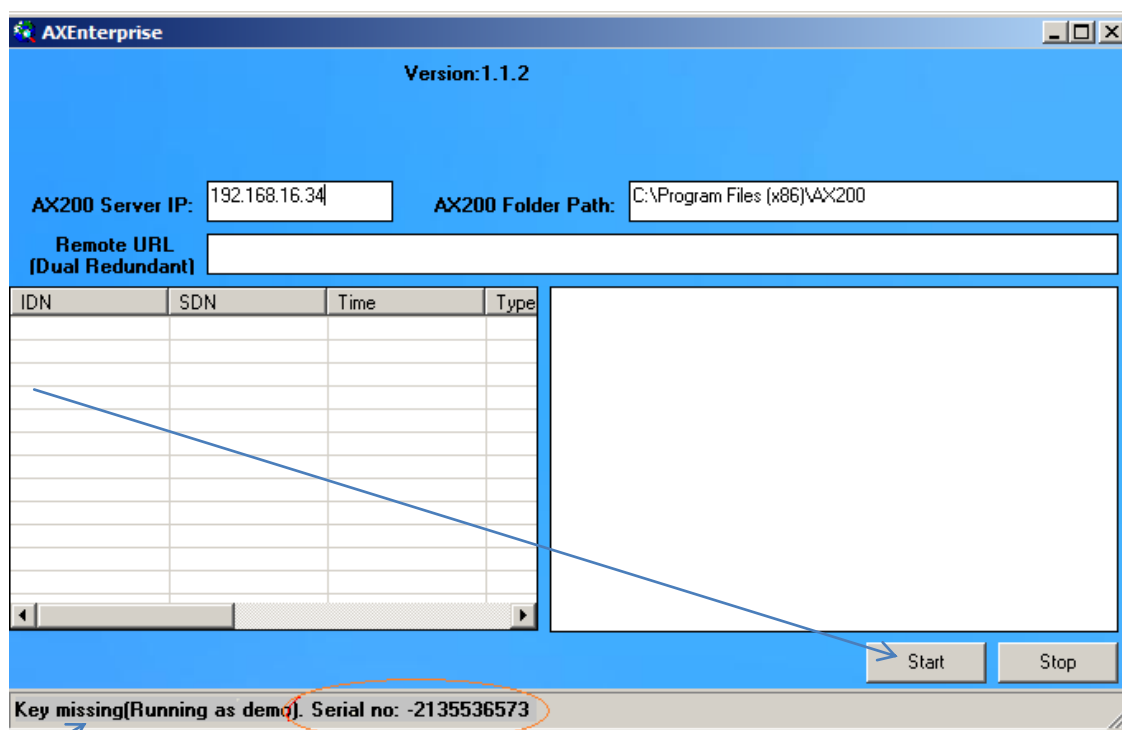 AXEnterprise
Version:1.1.2
AX200 Server IP: 192.168.16.34 AX200 Folder Path: C:\Program Files (x86)\AX200
Remote URL
(Dual Redundant)
IDN SDN Time Type
Start Stop
Key missing(Running as demo). Serial no: -2135536573